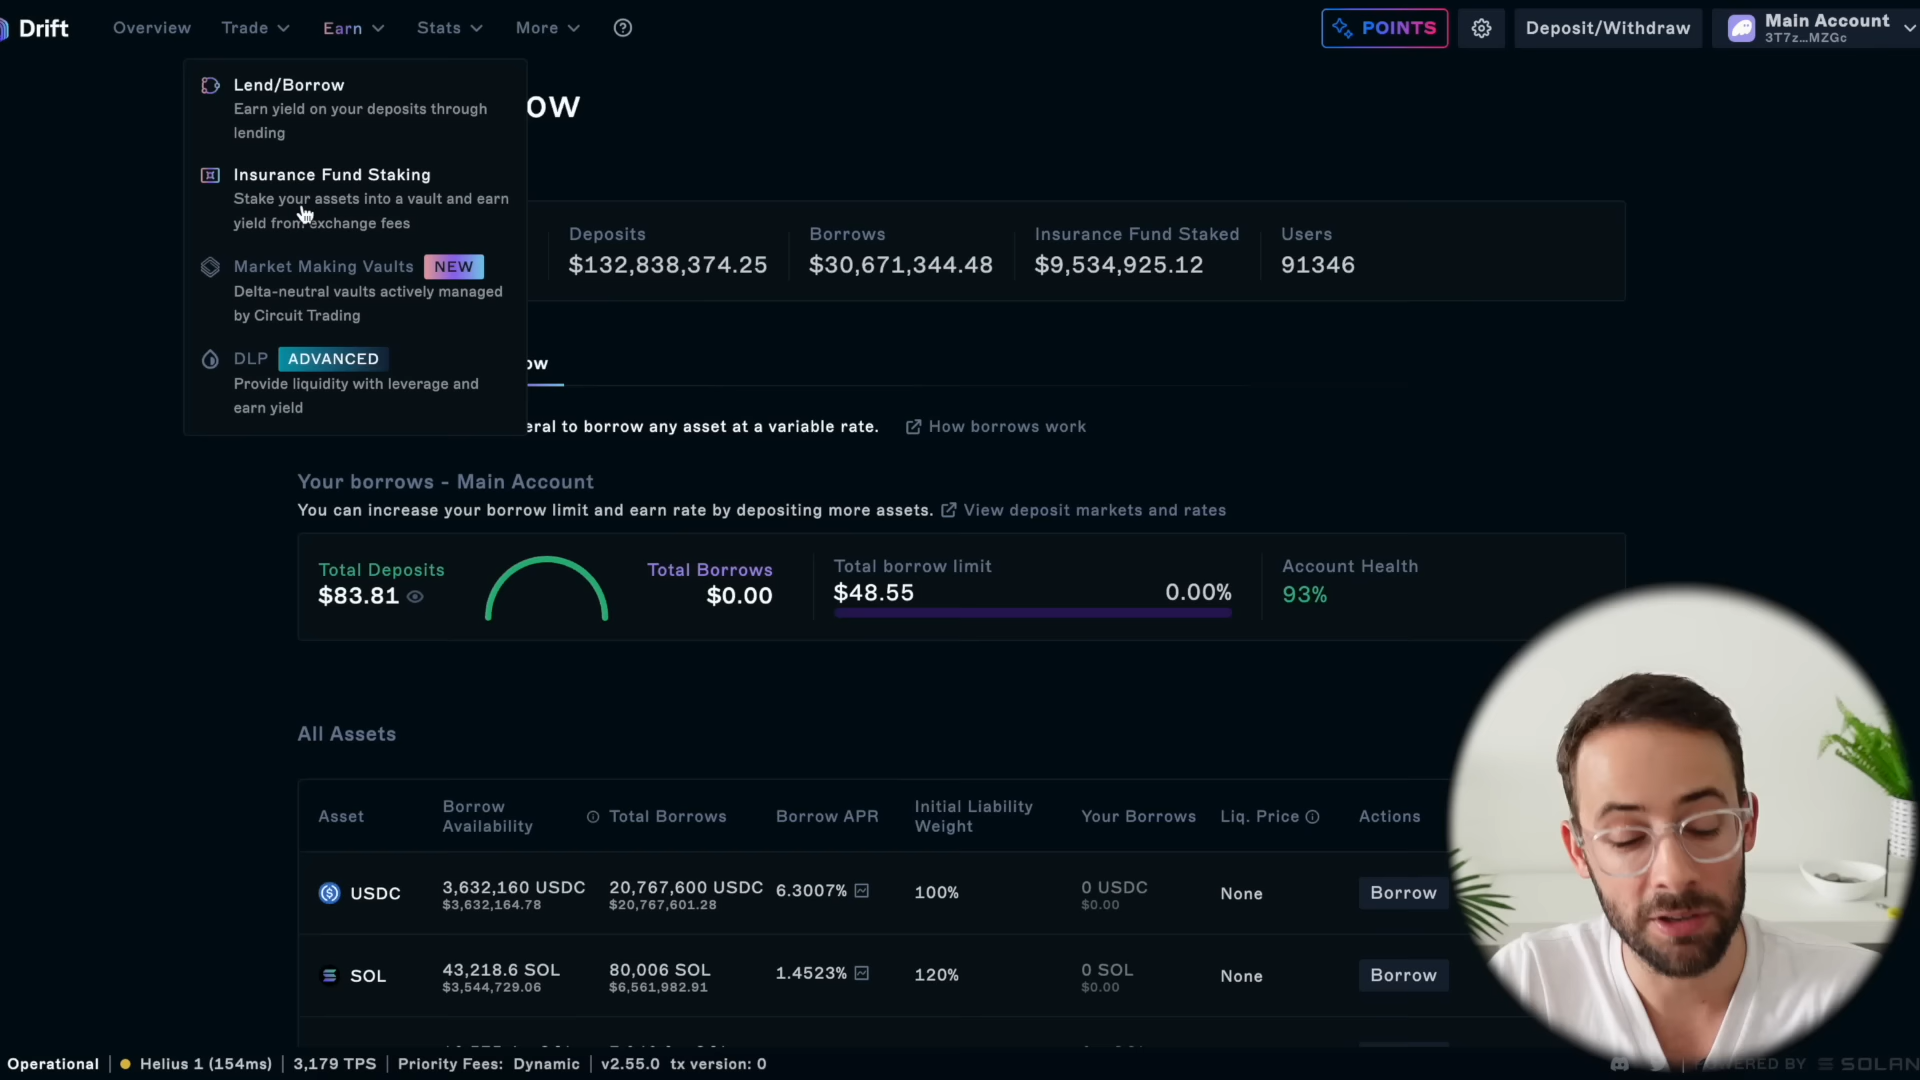 Drift
Overview
Trade
Earn
Stats
More
POINTS
Deposit/Withdraw
Main Account
3T7z...MZGc
Lend/Borrow
Earn yield on your deposits through
lending
Insurance Fund Staking
Stake your assets into a vault and earn
yield from exchange fees
Market Making Vaults NEW
Delta-neutral vaults actively managed
by Circuit Trading
DLP ADVANCED
Provide liquidity with leverage and
earn yield
ow
Deposits
$132,838,374.25
Borrows
$30,671,344.48
Insurance Fund Staked
$9,534,925.12
Users
91346
ow
eral to borrow any asset at a variable rate.
How borrows work
Your borrows - Main Account
You can increase your borrow limit and earn rate by depositing more assets. View deposit markets and rates
Total Deposits
$83.81
Total Borrows
$0.00
Total borrow limit
$48.55
0.00%
Account Health
93%
All Assets
Asset
Borrow
Availability
Total Borrows
Borrow APR
Initial Liability
Weight
Your Borrows
Liq. Price
Actions
USDC
3,632,160 USDC
$3,632,164.78
20,767,600 USDC
$20,767,601.28
6.3007%
100%
0 USDC
$0.00
None
Borrow
SOL
43,218.6 SOL
$3,544,729.06
80,006 SOL
$6,561,982.91
1.4523%
120%
0 SOL
$0.00
None
Borrow
Operational
Helius 1 (154ms)
3,179 TPS
Priority Fees: Dynamic
v2.55.0 tx version: 0
POWERED BY SOLAN